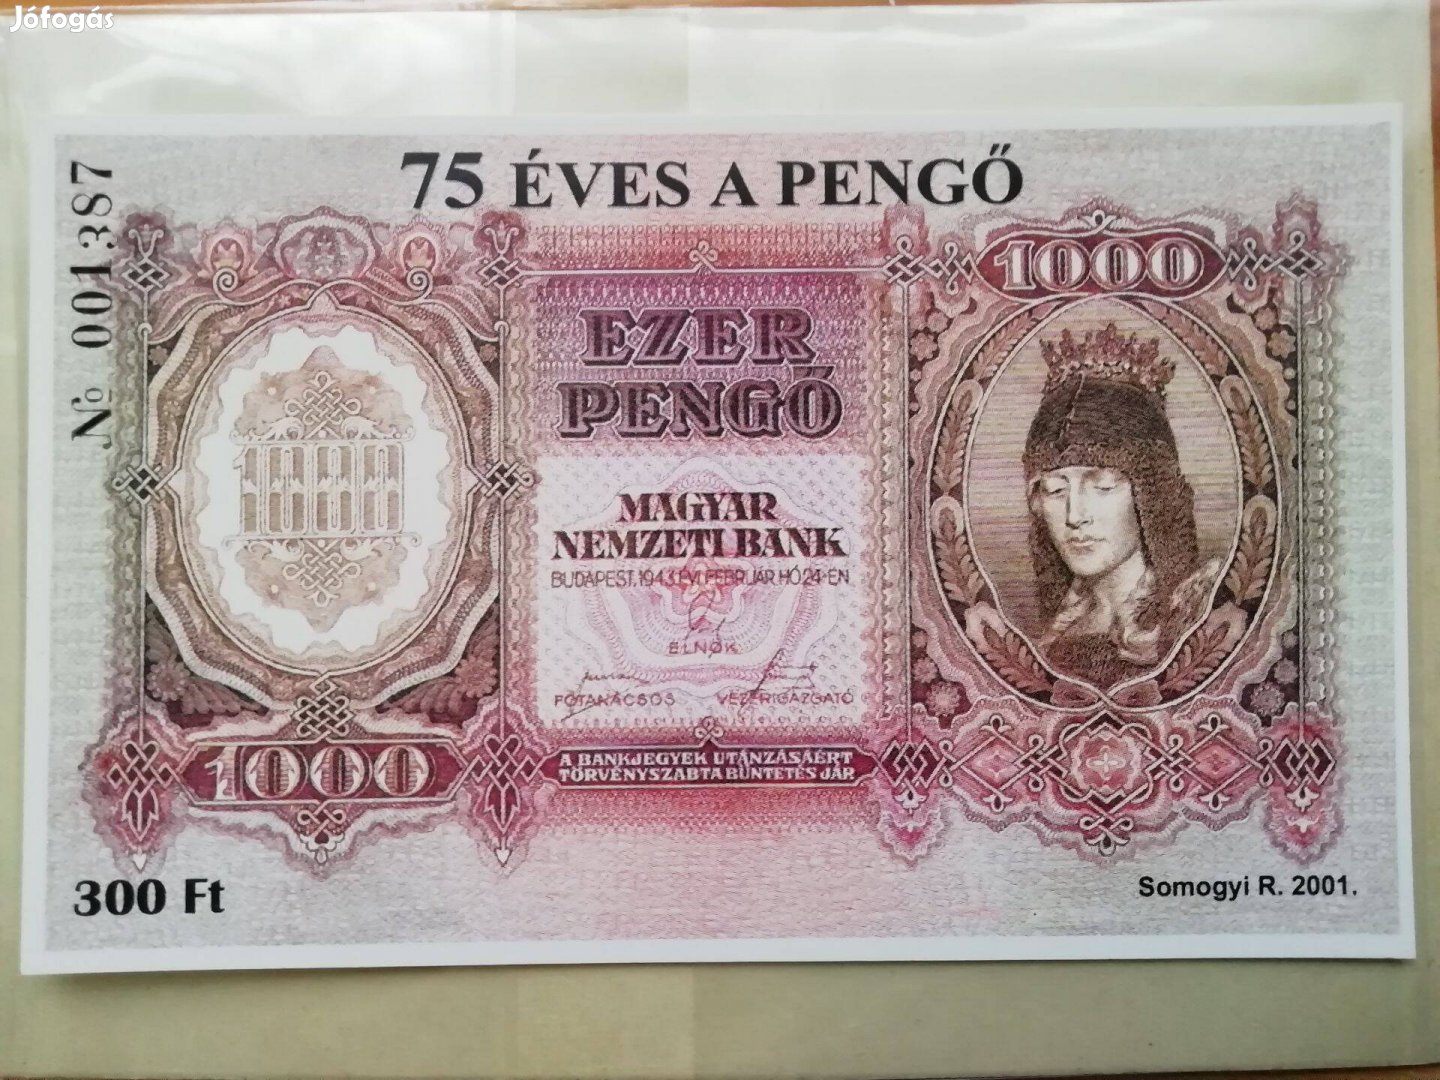 Jófogás
75 ÉVES A PENGŐ
№ 001387
1000
EZER
PENGŐ
1000
MAGYAR
NEMZETI BANK
BUDAPEST, 1943 ÉVI FEBRUÁR HÓ 24-ÉN
ELNÖK
FŐTANÁCSOS VEZÉRIGAZGATÓ
1000
A BANKJEGYEK UTÁNZÁSÁÉRT
TÖRVÉNYSZABTA BÜNTETÉS JÁR
300 Ft
Somogyi R. 2001.